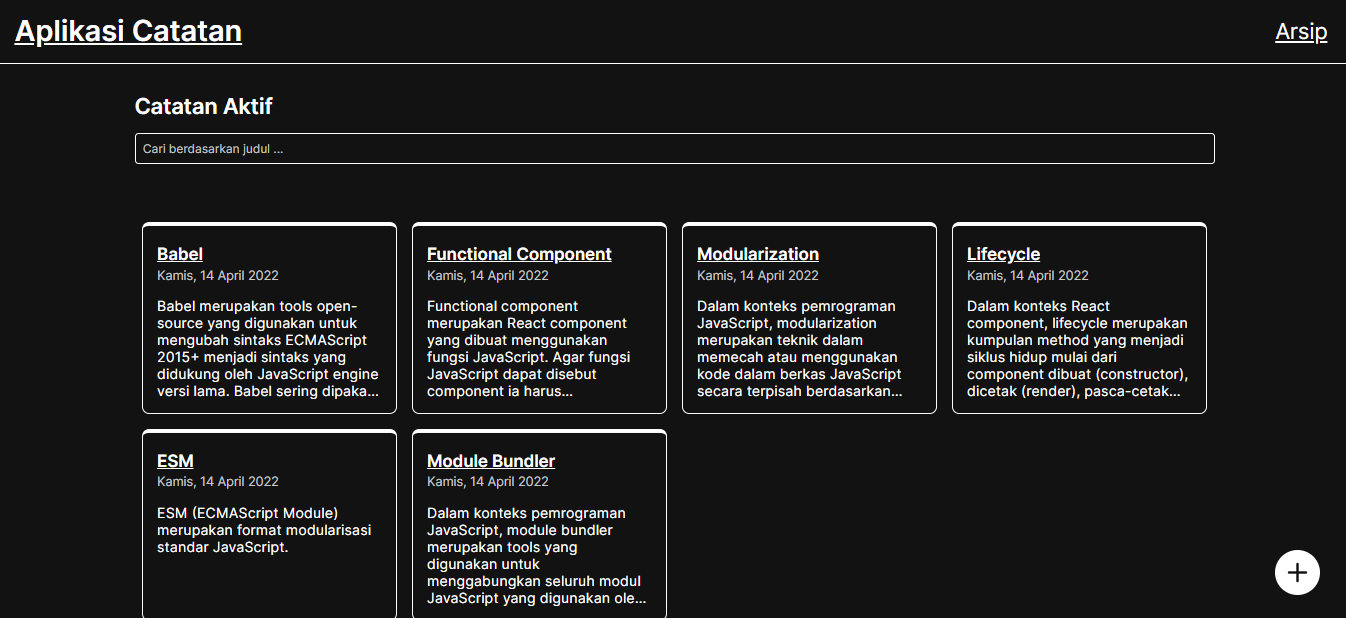 Aplikasi Catatan
Arsip
Catatan Aktif
Cari berdasarkan judul ...
Babel
Kamis, 14 April 2022
Babel merupakan tools open-
source yang digunakan untuk
mengubah sintaks ECMAScript
2015+ menjadi sintaks yang
didukung oleh JavaScript engine
versi lama. Babel sering dipaka...
Functional Component
Kamis, 14 April 2022
Functional component
merupakan React component
yang dibuat menggunakan
fungsi JavaScript. Agar fungsi
JavaScript dapat disebut
component ia harus...
Modularization
Kamis, 14 April 2022
Dalam konteks pemrograman
JavaScript, modularization
merupakan teknik dalam
memecah atau menggunakan
kode dalam berkas JavaScript
secara terpisah berdasarkan...
Lifecycle
Kamis, 14 April 2022
Dalam konteks React
component, lifecycle merupakan
kumpulan method yang menjadi
siklus hidup mulai dari
component dibuat (constructor),
dicetak (render), pasca-cetak...
ESM
Kamis, 14 April 2022
ESM (ECMAScript Module)
merupakan format modularisasi
standar JavaScript.
Module Bundler
Kamis, 14 April 2022
Dalam konteks pemrograman
JavaScript, module bundler
merupakan tools yang
digunakan untuk
menggabungkan seluruh modul
JavaScript yang digunakan ole...